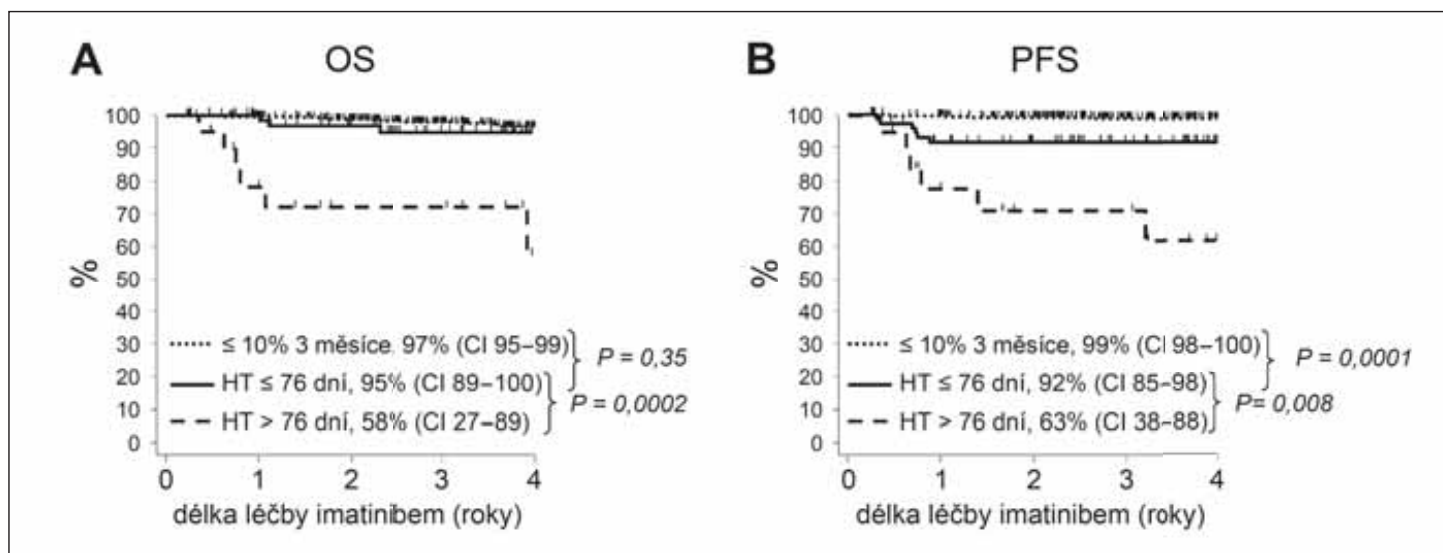 A OS
100
90
80
70
60
50
40
30
20
10
0
%
≤ 10% 3 měsíce. 97% (CI 95–99)
HT ≤ 76 dní, 95% (CI 89–100)
HT > 76 dní, 58% (CI 27–89)
P = 0,35
P = 0,0002
0 1 2 3 4
délka léčby imatinibem (roky)
B PFS
100
90
80
70
60
50
40
30
20
10
0
%
≤ 10% 3 měsíce, 99% (CI 98–100)
HT ≤ 76 dní, 92% (CI 85–98)
HT > 76 dní, 63% (CI 38–88)
P = 0,0001
P= 0,008
0 1 2 3 4
délka léčby imatinibem (roky)